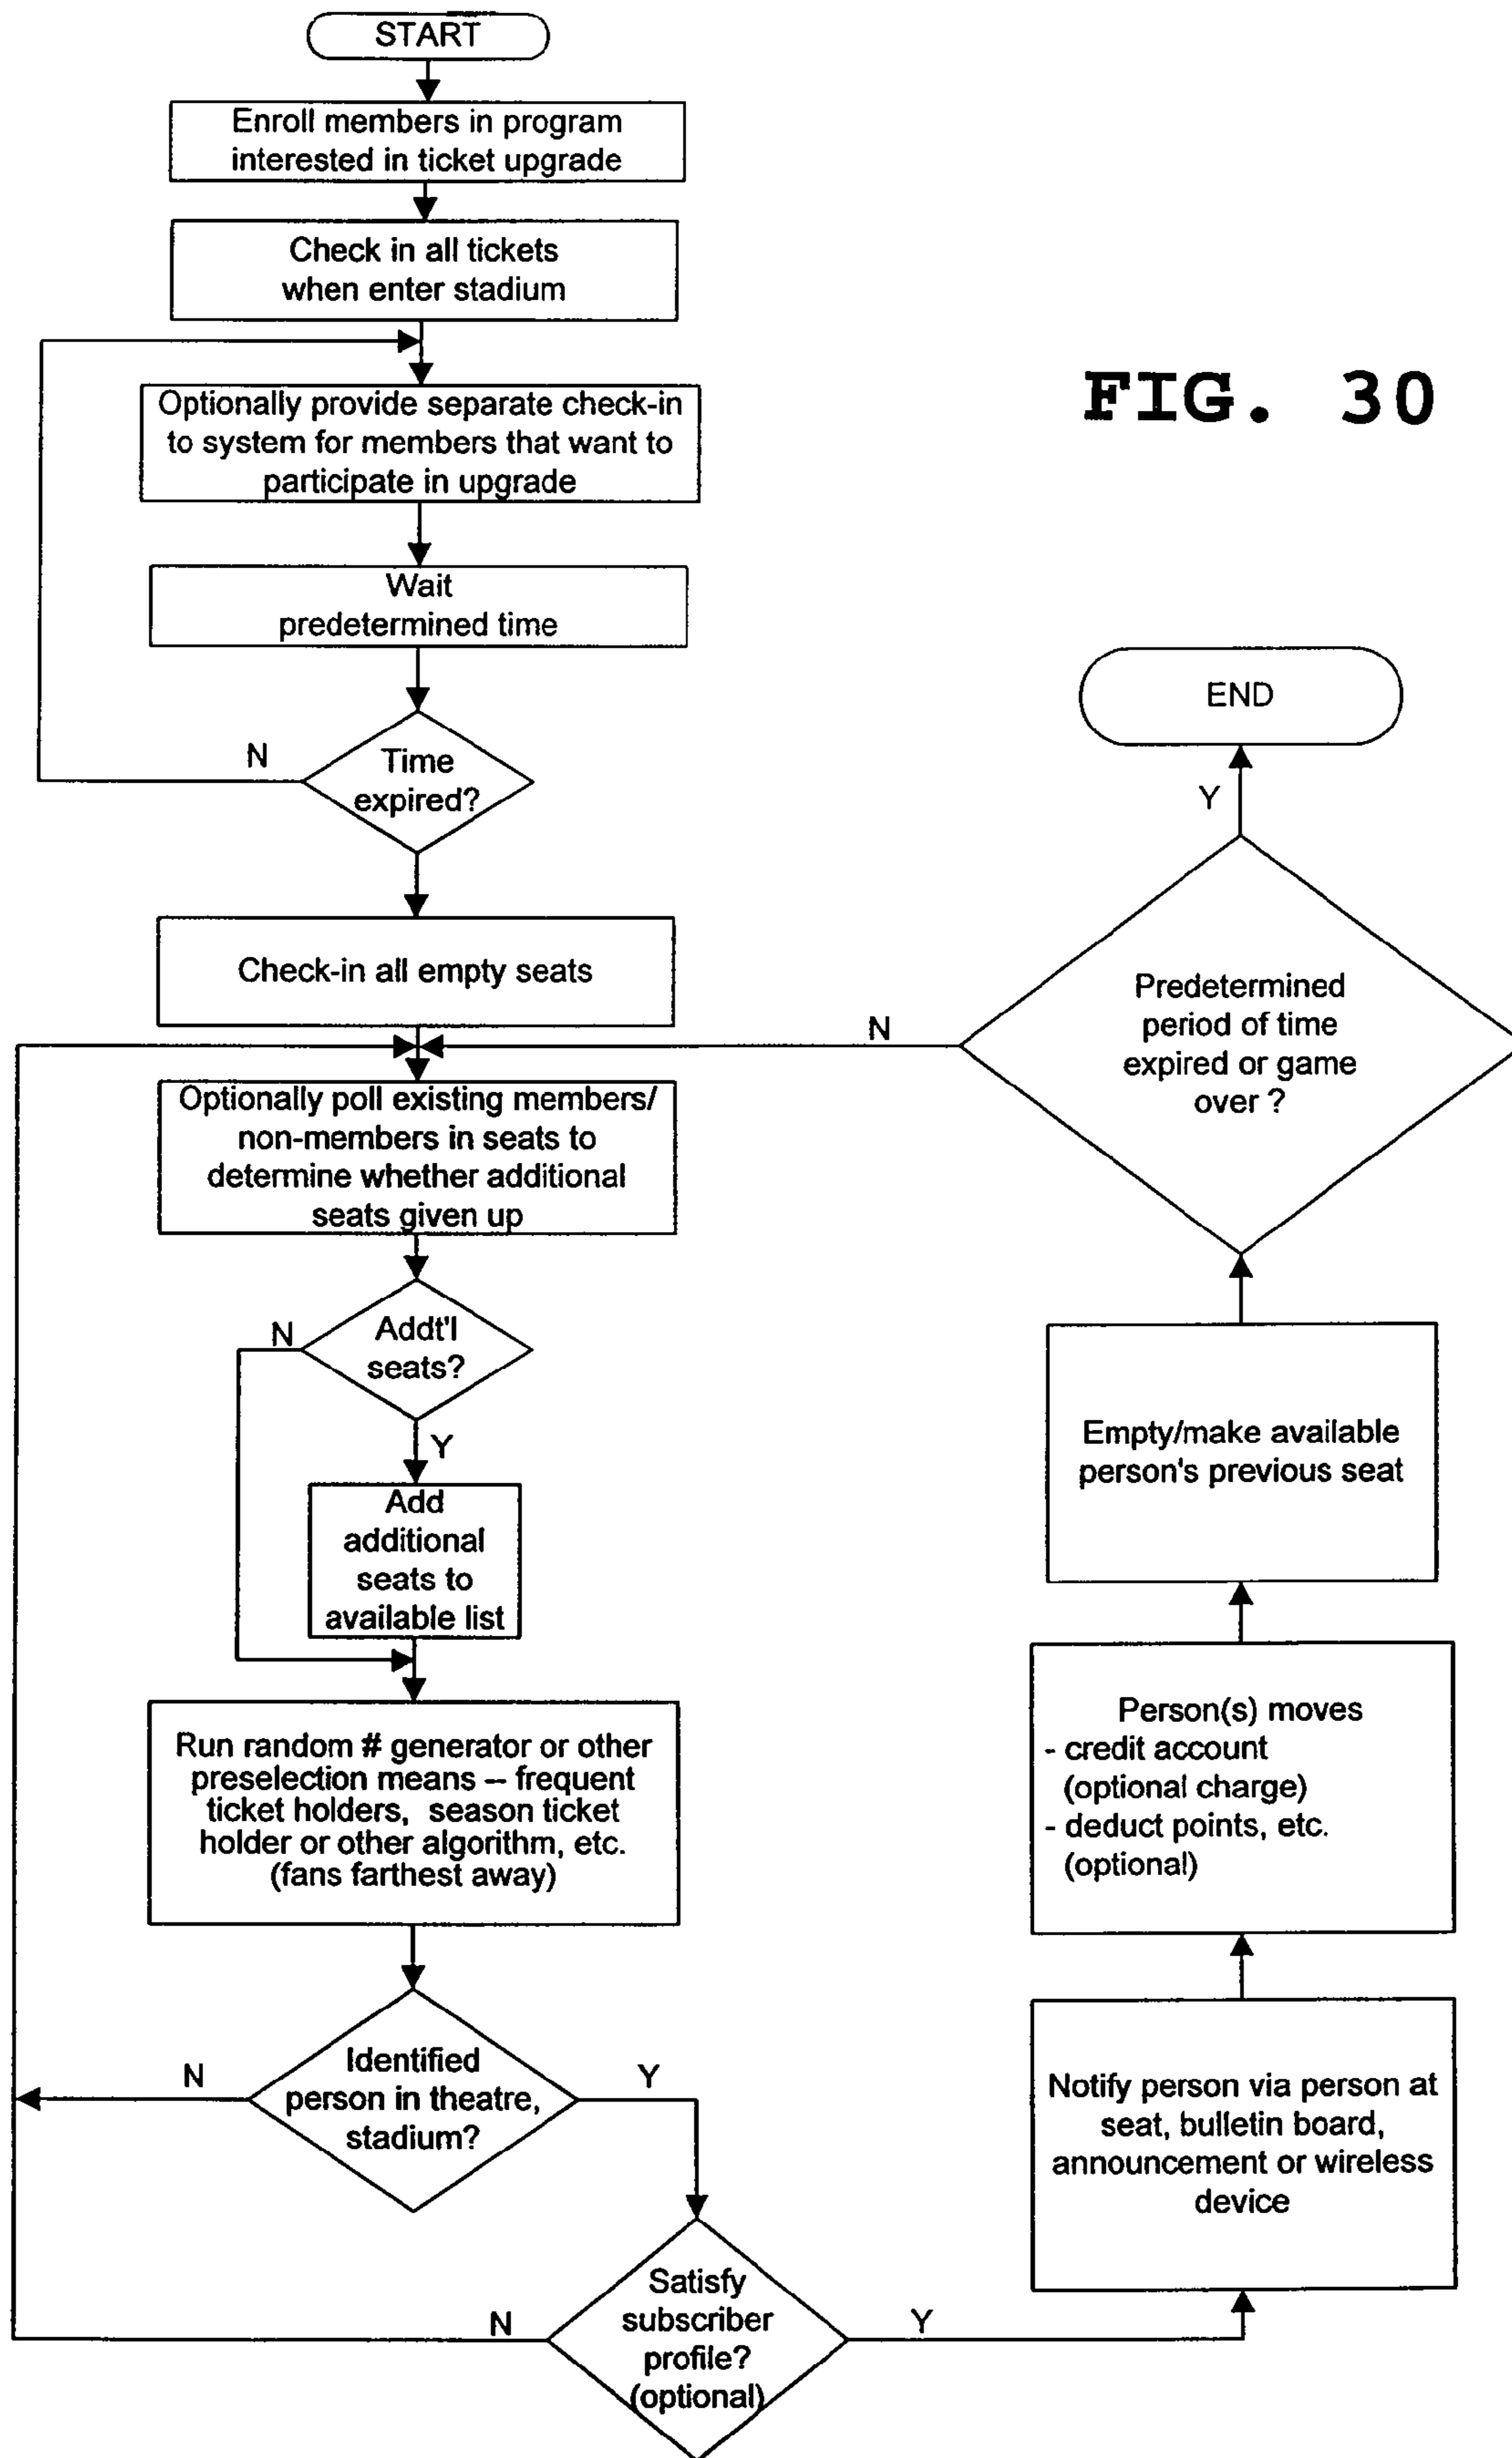 START
Enroll members in program
interested in ticket upgrade
Check in all tickets
when enter stadium
FIG. 30
Optionally provide separate check-in
to system for members that want to
participate in upgrade
Wait
predetermined time
N
Time
expired?
Check-in all empty seats
Optionally poll existing members/
non-members in seats to
determine whether additional
seats given up
N
Addt'l
seats?
Y
Add
additional
seats to
available list
Run random # generator or other
preselection means -- frequent
ticket holders, season ticket
holder or other algorithm, etc.
(fans farthest away)
N
Identified
person in theatre,
stadium?
Y
N
Satisfy
subscriber
profile?
(optional)
Y
Notify person via person at
seat, bulletin board,
announcement or wireless
device
Person(s) moves
- credit account
(optional charge)
- deduct points, etc.
(optional)
Empty/make available
person's previous seat
Predetermined
period of time
expired or game
over ?
N
Y
END